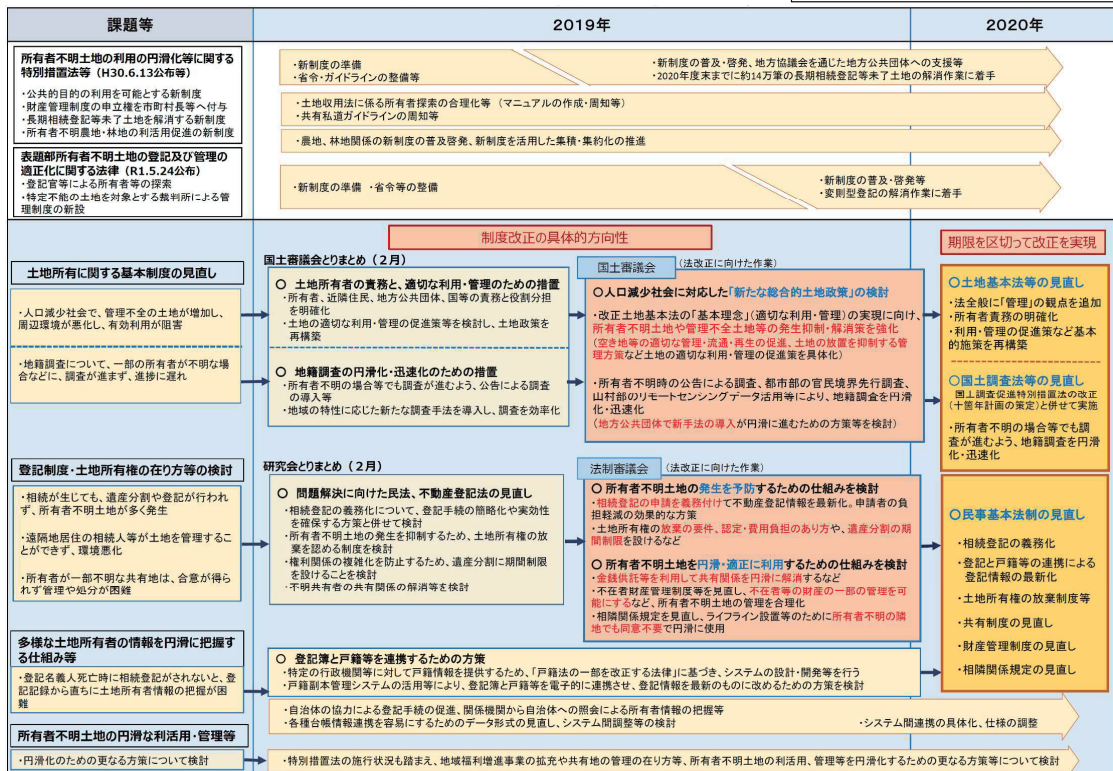 課題等
2019年
2020年
所有者不明土地の利用の円滑化等に関する
特別措置法等（H30.6.13公布等）
・公共的目的の利用を可能とする新制度
・財産管理制度の申立権を市町村長等へ付与
・長期相続登記等未了土地を解消する新制度
・所有者不明農地・林地の利活用促進の新制度
・新制度の準備
・省令・ガイドラインの整備等
・新制度の普及・啓発、地方協議会を通じた地方公共団体への支援等
・2020年度末までに約14万筆の長期相続登記等未了土地の解消作業に着手
・土地収用法に係る所有者探索の合理化等（マニュアルの作成・周知等）
・共有私道ガイドラインの周知等
・農地、林地関係の新制度の普及啓発、新制度を活用した集積・集約化の推進
表題部所有者不明土地の登記及び管理の
適正化に関する法律（R1.5.24公布）
・登記官等による所有者等の探索
・特定不能の土地を対象とする裁判所による管
理制度の新設
・新制度の準備 ・省令等の整備
・新制度の普及・啓発等
・変則型登記の解消作業に着手
制度改正の具体的方向性
期限を区切って改正を実現
土地所有に関する基本制度の見直し
・人口減少社会で、管理不全の土地が増加し、
周辺環境が悪化し、有効利用が阻害
・地籍調査について、一部の所有者が不明な場
合などに、調査が進まず、進捗に遅れ
国土審議会とりまとめ（２月）
〇 土地所有者の責務と、適切な利用・管理のための措置
・所有者、近隣住民、地方公共団体、国等の責務と役割分担
を明確化
・土地の適切な利用・管理の促進策等を検討し、土地政策を
再構築
〇 地籍調査の円滑化・迅速化のための措置
・所有者不明の場合等でも調査が進むよう、公告による調査
の導入等
・地域の特性に応じた新たな調査手法を導入し、調査を効率化
国土審議会
（法改正に向けた作業）
〇人口減少社会に対応した「新たな総合的土地政策」の検討
・改正土地基本法の「基本理念」（適切な管理）の実現に向け、
所有者不明土地や管理不全土地等の発生抑制・解消策を強化
（空き地等の適切な管理・流通・再生の促進、土地の放置を抑制する
管理方策など土地の適切な利用・管理の促進策を具体化）
・所有者不明時の公告による調査、都市部の官民境界先行調査、
山村部のリモートセンシングデータ活用等により、地籍調査を円滑
化・迅速化
（地方公共団体で新手法の導入が円滑に進むための方策等を検討）
〇土地基本法等の見直し
・法全般に「管理」の観点を追加
・所有者責務の明確化
・利用・管理の促進策など基本
的施策を再構築
〇国土調査法等の見直し
国土調査促進特別措置法の改正
（十箇年計画の策定）と併せて実施
・所有者不明の場合等でも調
査が進むよう、地籍調査を円滑
化・迅速化
登記制度・土地所有権の在り方等の検討
・相続が生じても、遺産分割や登記が行われ
ず、所有者不明土地が多く発生
・遠隔地居住の相続人等が土地を管理するこ
とができず、環境悪化
・所有者が一部不明な共有地は、合意が得ら
れず管理や処分が困難
研究会とりまとめ（２月）
〇 問題解決に向けた民法、不動産登記法の見直し
・相続登記の義務化について、登記手続の簡略化や実効性
を確保する方策と併せて検討
・所有者不明土地の発生を抑制するため、土地所有権の放
棄を認める制度を検討
・権利関係の複雑化を防止するため、遺産分割に期間制限
を設けることを検討
・不明共有者の共有関係の解消等を検討
法制審議会
（法改正に向けた作業）
〇 所有者不明土地の発生を予防するための仕組みを検討
・相続登記の申請を義務付けて不動産登記情報を最新化。申請者の負
担軽減の効果的な方策
・土地所有権の放棄の要件、認定・費用負担のあり方や、遺産分割の期
間制限を設けるなど
〇 所有者不明土地を円滑・適正に利用するための仕組みを検討
・金銭供託等を利用して共有関係を円滑に解消するなど
・不在者財産管理制度等を見直し、不在者等の財産の一部の管理を
可能にするなど、所有者不明土地の管理を合理化
・相隣関係規定を見直し、ライフライン設置等のために所有者不明の隣
地でも同意不要で円滑に使用
〇民事基本法制の見直し
・相続登記の義務化
・登記と戸籍等の連携による
登記情報の最新化
・土地所有権の放棄制度等
・共有制度の見直し
・財産管理制度の見直し
・相隣関係規定の見直し
多様な土地所有者の情報を円滑に把握す
る仕組み等
・登記名義人死亡時に相続登記がされないと、登
記記録から直ちに土地所有者情報の把握が困
難
〇 登記簿と戸籍等を連携するための方策
・特定の行政機関等に対して戸籍情報を提供するため、「戸籍法の一部を改正する法律」に基づき、システムの設計・開発等を行う
・戸籍副本管理システムの活用等により、登記簿と戸籍等を電子的に連携させ、登記情報を最新のものに改めるための方策を検討
・自治体の協力による登記手続の促進、関係機関から自治体への照会による所有者情報の把握等
・各種台帳情報連携を容易にするためのデータ形式の見直し、システム間調整等の検討
・システム間連携の具体化、仕様の調整
所有者不明土地の円滑な利活用・管理等
・円滑化のための更なる方策について検討
・特別措置法の施行状況も踏まえ、地域福利増進事業の拡充や共有地の管理の在り方等、所有者不明土地の利活用、管理等を円滑化するための更なる方策等について検討